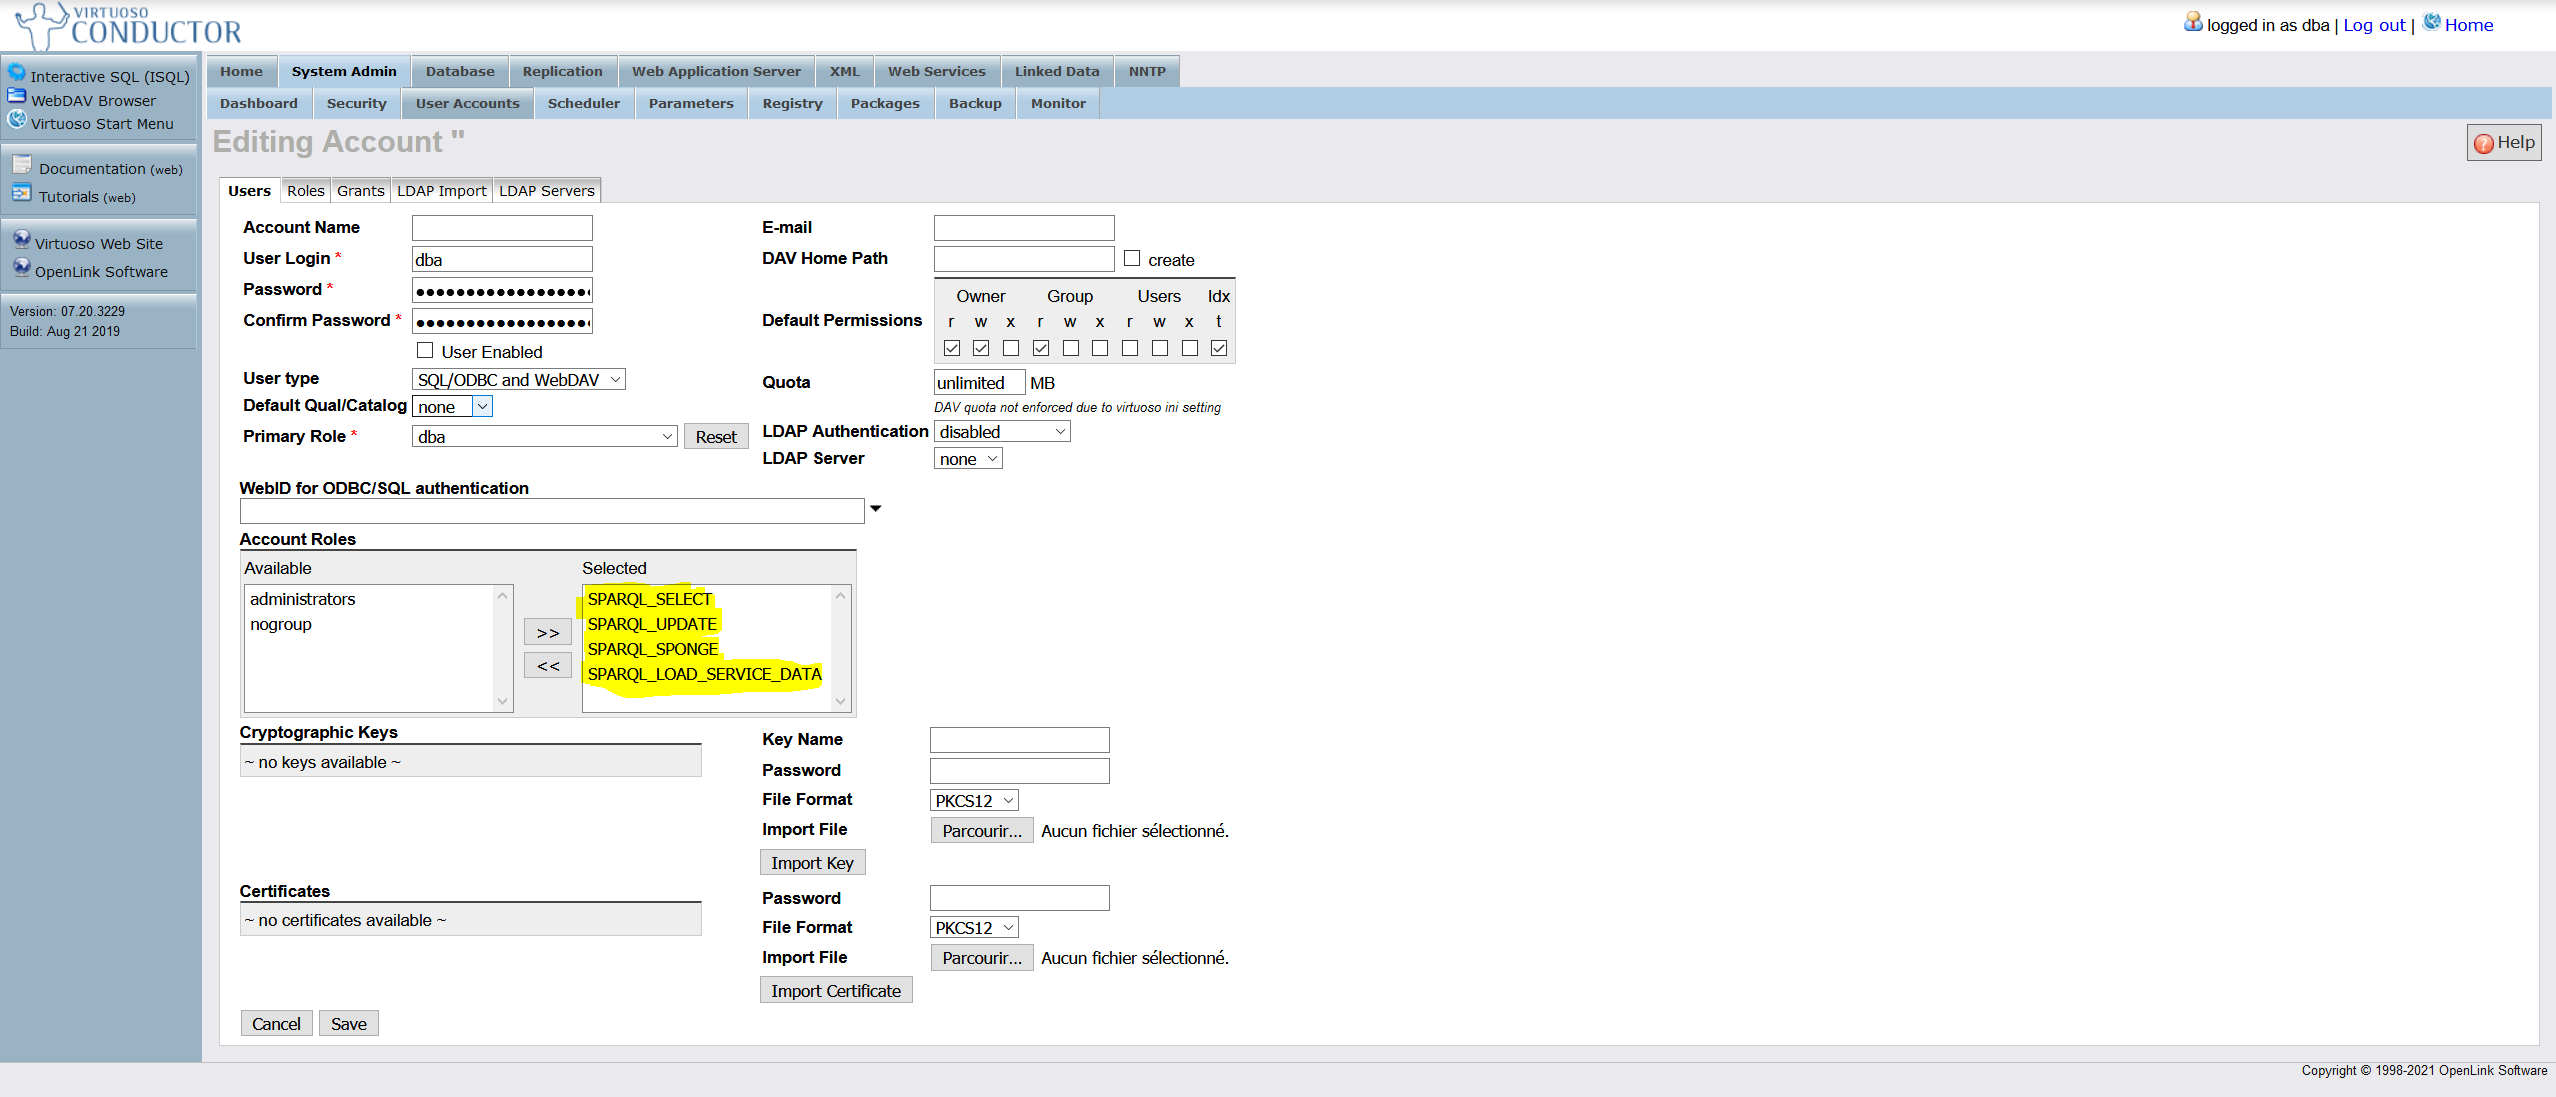 VIRTUOSO
CONDUCTOR
logged in as dba | Log out | Home
Interactive SQL (ISQL)
WebDAV Browser
Virtuoso Start Menu
Documentation (web)
Tutorials (web)
Virtuoso Web Site
OpenLink Software
Version: 07.20.3229
Build: Aug 21 2019
Home System Admin Database Replication Web Application Server XML Web Services Linked Data NNTP
Dashboard Security User Accounts Scheduler Parameters Registry Packages Backup Monitor
Editing Account "
? Help
Users Roles Grants LDAP Import LDAP Servers
Account Name
User Login * dba
Password * ●●●●●●●●●●●●●●●●●
Confirm Password * ●●●●●●●●●●●●●●●●●
User Enabled
User type SQL/ODBC and WebDAV
Default Qual/Catalog none
Primary Role * dba Reset
E-mail
DAV Home Path create
Owner Group Users Idx
Default Permissions r w x r w x r w x t
Quota unlimited MB
DAV quota not enforced due to virtuoso ini setting
LDAP Authentication disabled
LDAP Server none
WebID for ODBC/SQL authentication
Account Roles
Available
administrators
nogroup
>>
<<
Selected
SPARQL_SELECT
SPARQL_UPDATE
SPARQL_SPONGE
SPARQL_LOAD_SERVICE_DATA
Cryptographic Keys
~ no keys available ~
Key Name
Password
File Format PKCS12
Import File Parcourir... Aucun fichier sélectionné.
Import Key
Certificates
~ no certificates available ~
Password
File Format PKCS12
Import File Parcourir... Aucun fichier sélectionné.
Import Certificate
Cancel Save
Copyright © 1998-2021 OpenLink Software